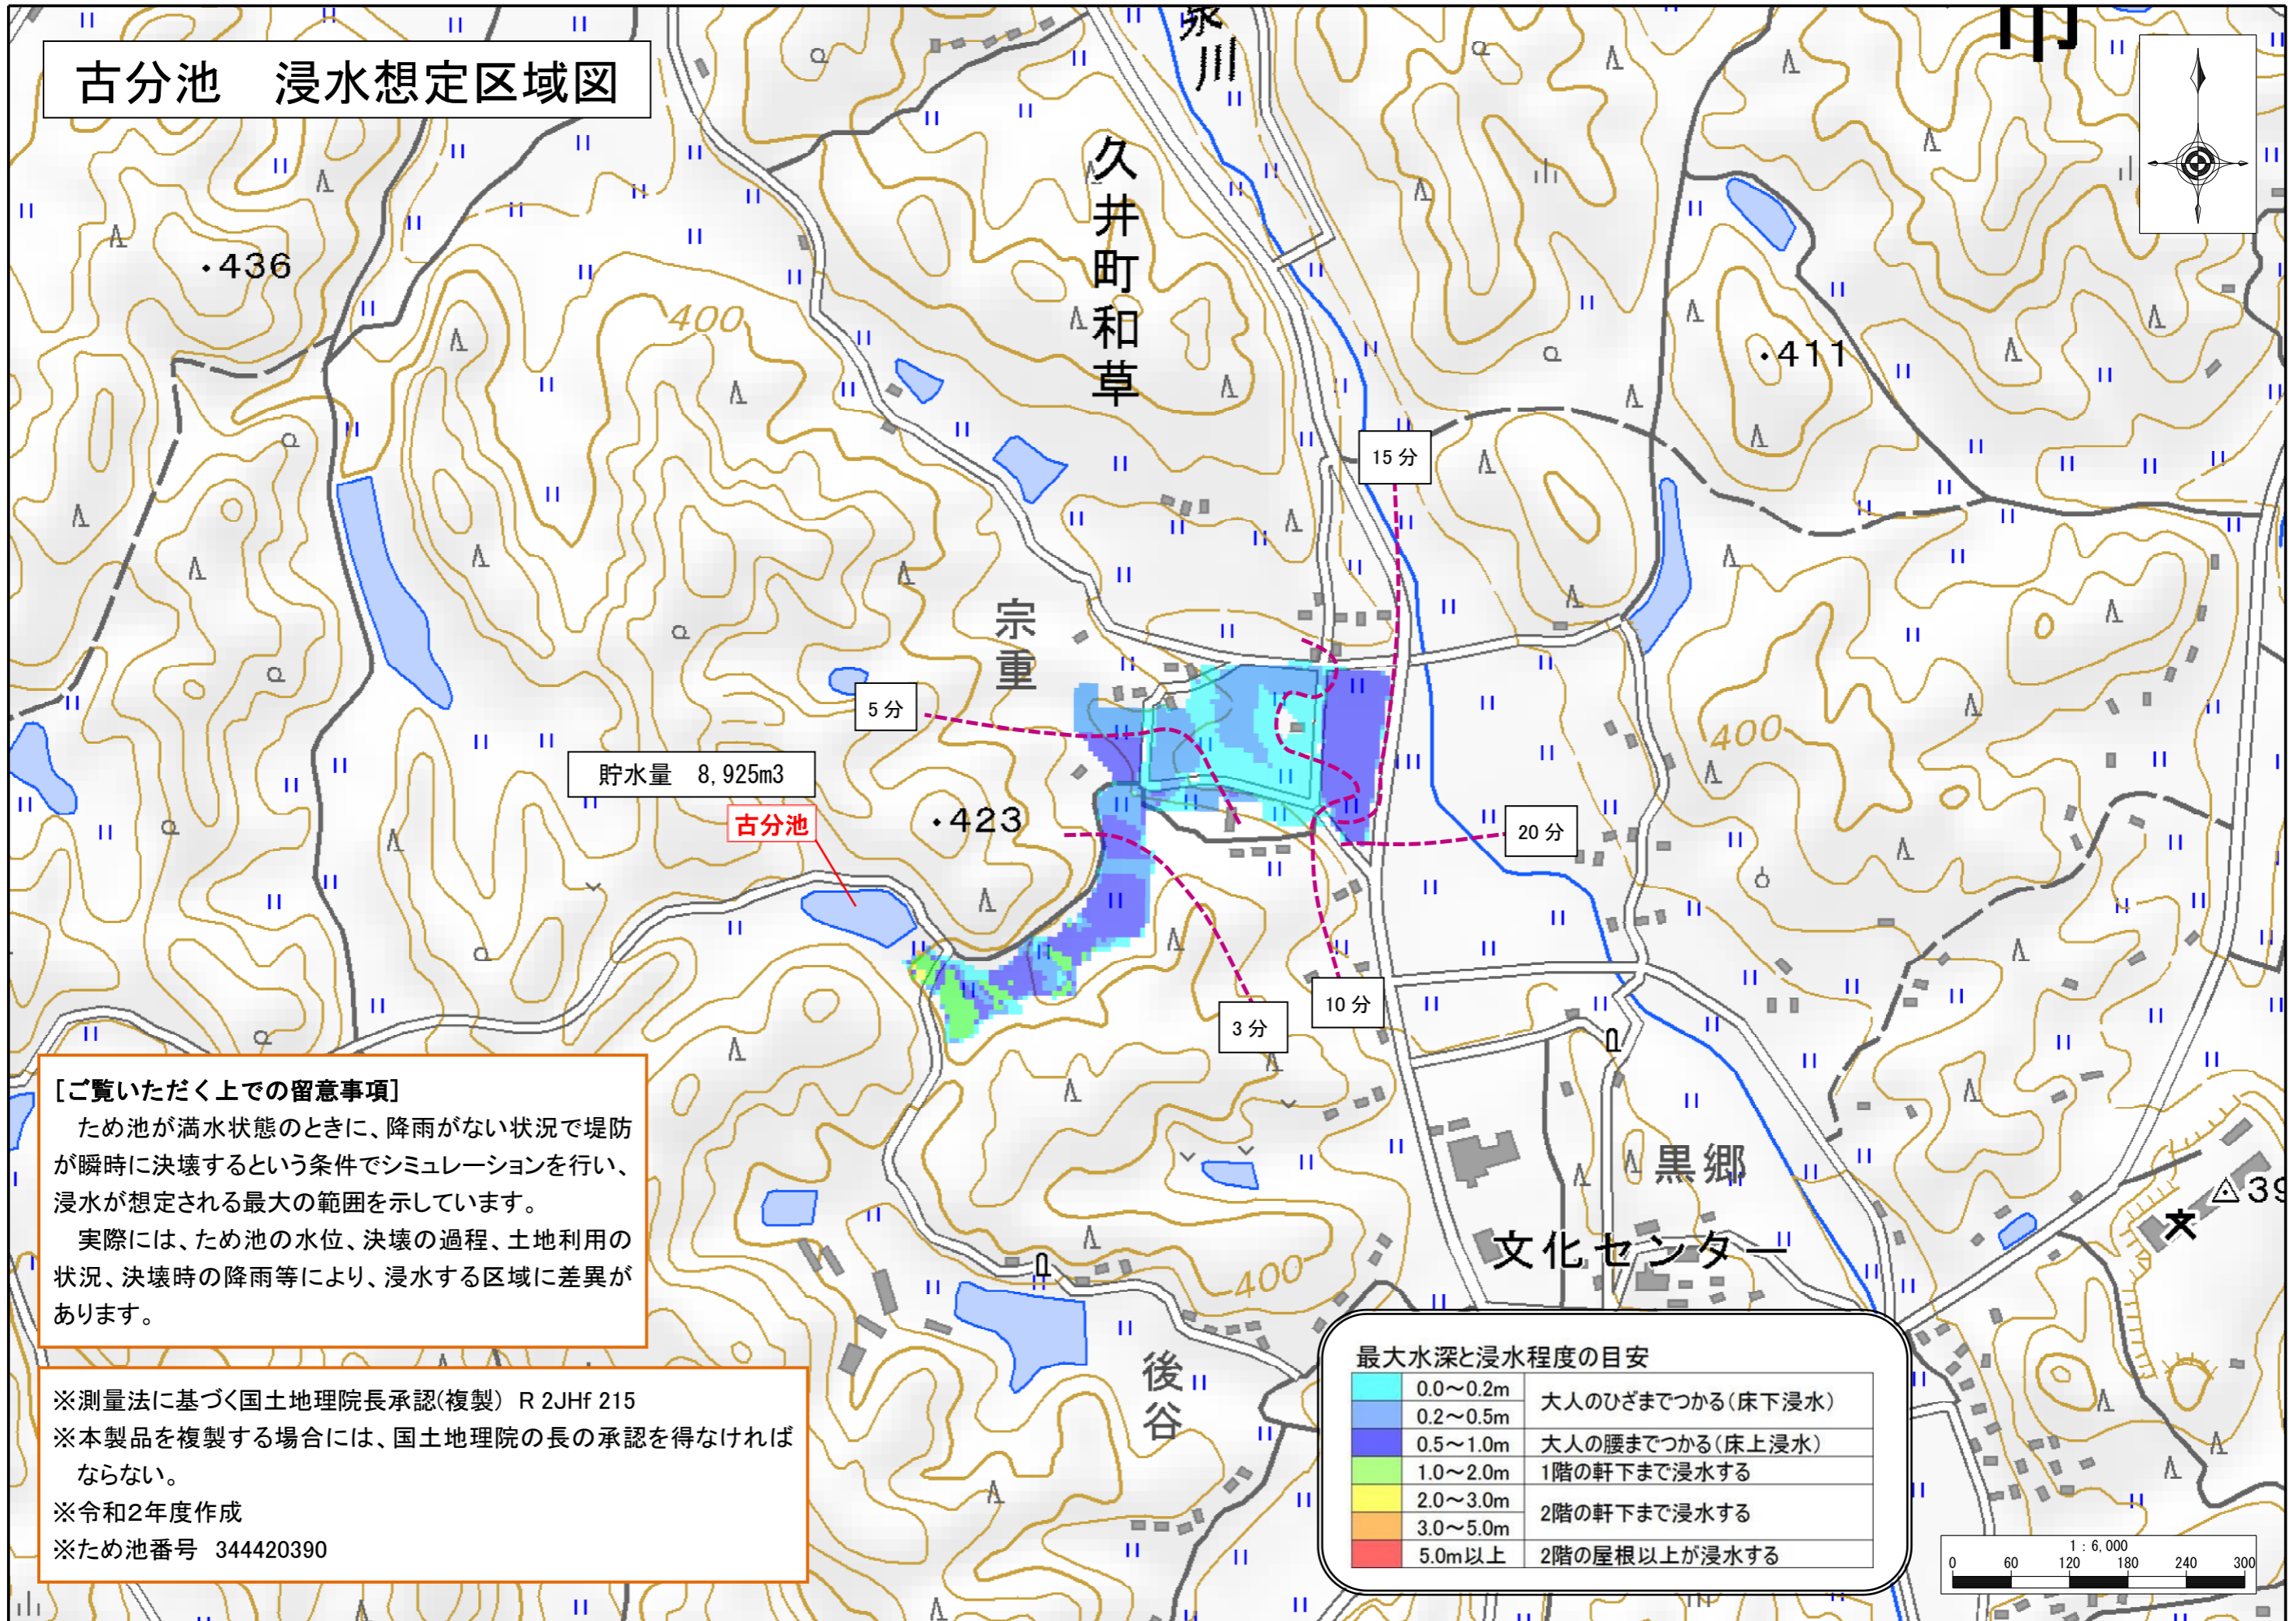 古分池　浸水想定区域図
川
市
久井町和草
436
400
411
15 分
宗重
5 分
貯水量　8,925m3
古分池
423
400
20 分
10 分
3 分
[ご覧いただく上での留意事項]
ため池が満水状態のときに、降雨がない状況で堤防
が瞬時に決壊するという条件でシミュレーションを行い、
浸水が想定される最大の範囲を示しています。
実際には、ため池の水位、決壊の過程、土地利用の
状況、決壊時の降雨等により、浸水する区域に差異が
あります。
黒郷
39
文化センター
400
後谷
※測量法に基づく国土地理院長承認(複製)　R 2JHf 215
※本製品を複製する場合には、国土地理院の長の承認を得なければ
ならない。
※令和2年度作成
※ため池番号　344420390
最大水深と浸水程度の目安
0.0～0.2m
大人のひざまでつかる(床下浸水)
0.2～0.5m
0.5～1.0m　大人の腰までつかる(床上浸水)
1.0～2.0m　1階の軒下まで浸水する
2.0～3.0m
2階の軒下まで浸水する
3.0～5.0m
5.0m以上　2階の屋根以上が浸水する
1 : 6,000
0　60　120　180　240　300